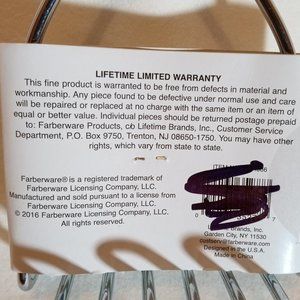 LIFETIME LIMITED WARRANTY
This fine product is warranted to be free from defects in material and
workmanship. Any piece found to be defective under normal use and care
will be repaired or replaced at no charge with the same item or an item of
equal or better value. Individual pieces should be returned postage prepaid
to: Farberware Products, c/o Lifetime Brands, Inc., Customer Service
Department, P.O. Box 9750, Trenton, NJ 08650-1750. You may have other
rights, which vary from state to state.
Farberware® is a registered trademark of
Farberware Licensing Company, LLC.
Manufactured and sold pursuant to a license from
Farberware Licensing Company, LLC.
© 2016 Farberware Licensing Company, LLC.
All rights reserved.
Brands, Inc.
Garden City, NY 11530
custserv@farberware.com
Designed in the U.S.A.
Made in China